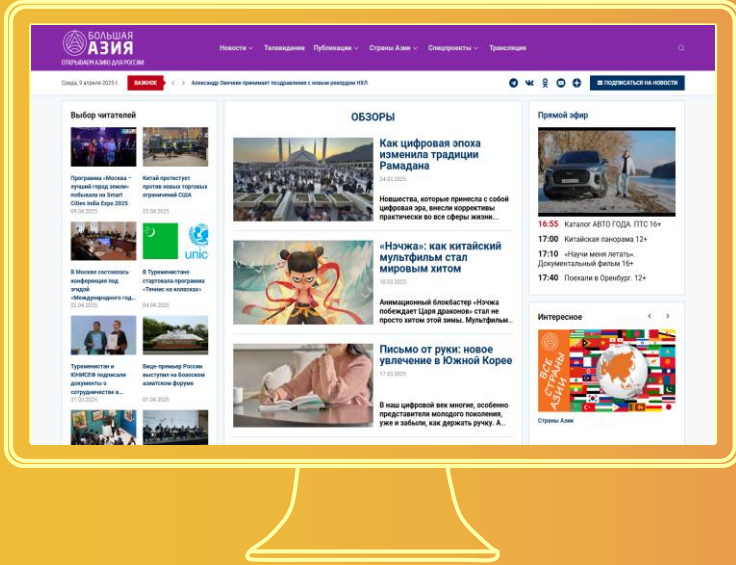 БОЛЬШАЯ
АЗИЯ
ОТКРЫВАЕМ АЗИЮ ДЛЯ РОССИИ
Новости Телевидение Публикации Страны Азии Спецпроекты Трансляция
Среда, 9 апреля 2025 г. ВАЖНОЕ Александр Овечкин принимает поздравления с новым рекордом НХЛ
ПОДПИСАТЬСЯ НА НОВОСТИ
Выбор читателей
Программа «Москва –
лучший город земли»
побывала на Smart
Cities India Expo 2025
09.04.2025
Китай протестует
против новых торговых
ограничений США
05.04.2025
В Москве состоялась
конференция под
эгидой
«Международного год...
02.04.2025
unic
В Туркменистане
стартовала программа
«Теннис на колясках»
04.04.2025
Туркменистан и
ЮНИСЕФ подписали
документы о
сотрудничестве в...
31.03.2025
Вице-премьер России
выступил на Боаоском
азиатском форуме
01.04.2025
ОБЗОРЫ
Как цифровая эпоха
изменила традиции
Рамадана
24.03.2025
Новшества, которые принесла с собой
цифровая эра, внесли коррективы
практически во все сферы жизни...
«Нэчжа»: как китайский
мультфильм стал
мировым хитом
18.03.2025
Анимационный блокбастер «Нэчжа
побеждает Царя драконов» стал не
просто хитом этой зимы. Мультфильм...
Письмо от руки: новое
увлечение в Южной Корее
17.03.2025
В наш цифровой век многие, особенно
представители молодого поколения,
уже и забыли, как держать ручку. А..
Прямой эфир
16:55 Каталог АВТО ГОДА. ПТС 16+
17:00 Китайская панорама 12+
17:10 «Научи меня летать».
Документальный фильм 16+
17:40 Поехали в Оренбург. 12+
Интересное
ВСЕ
СТРАНЫ
АЗИИ
Страны Азии